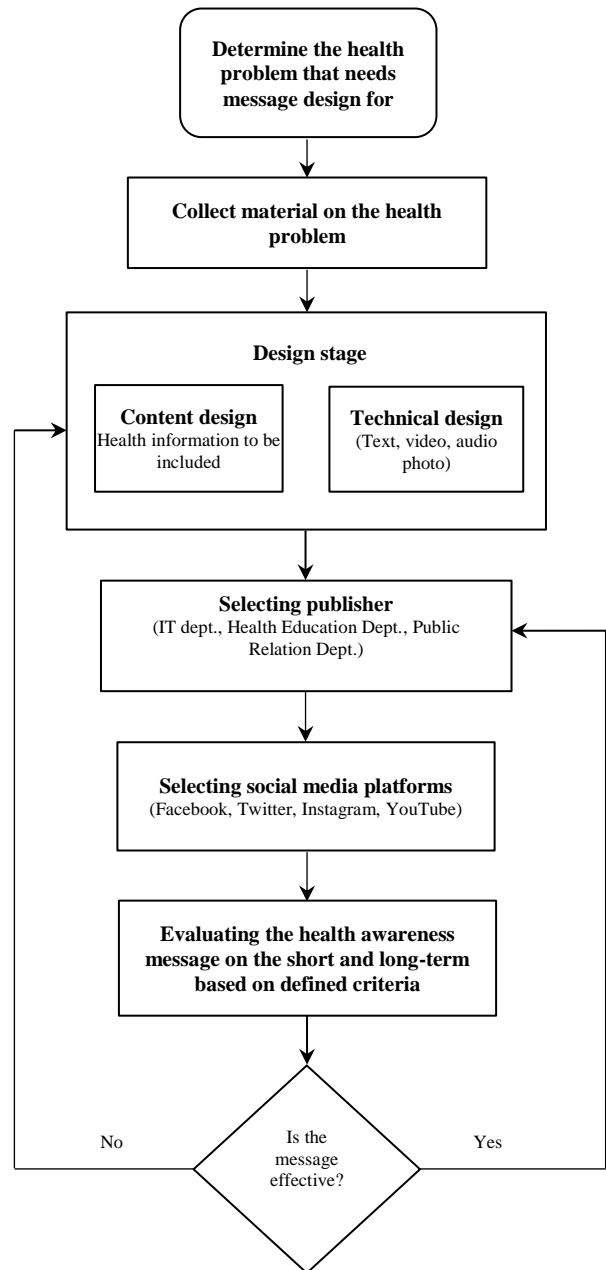 Determine the health
problem that needs
message design for
Collect material on the health
problem
Design stage
Content design
Health information to be
included
Technical design
(Text, video, audio
photo)
Selecting publisher
(IT dept., Health Education Dept., Public
Relation Dept.)
Selecting social media platforms
(Facebook, Twitter, Instagram, YouTube)
Evaluating the health awareness
message on the short and long-term
based on defined criteria
No
Is the
message
effective?
Yes